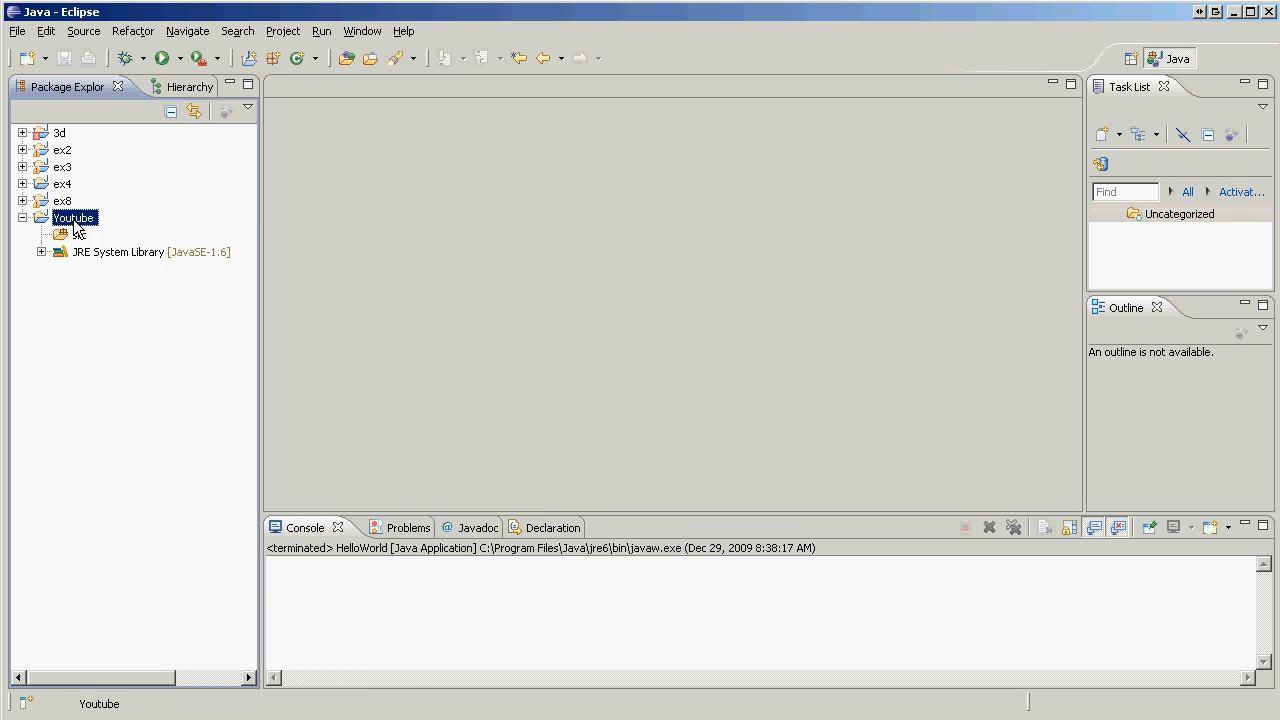 Java - Eclipse
File Edit Source Refactor Navigate Search Project Run Window Help
Java
Package Explor
Hierarchy
3d
ex2
ex3
ex4
ex8
Youtube
JRE System Library [JavaSE-1.6]
Task List
Find
All
Activat...
Uncategorized
Outline
An outline is not available.
Console
Problems
@ Javadoc
Declaration
<terminated> HelloWorld [Java Application] C:\Program Files\Java\jre6\bin\javaw.exe (Dec 29, 2009 8:38:17 AM)
Youtube